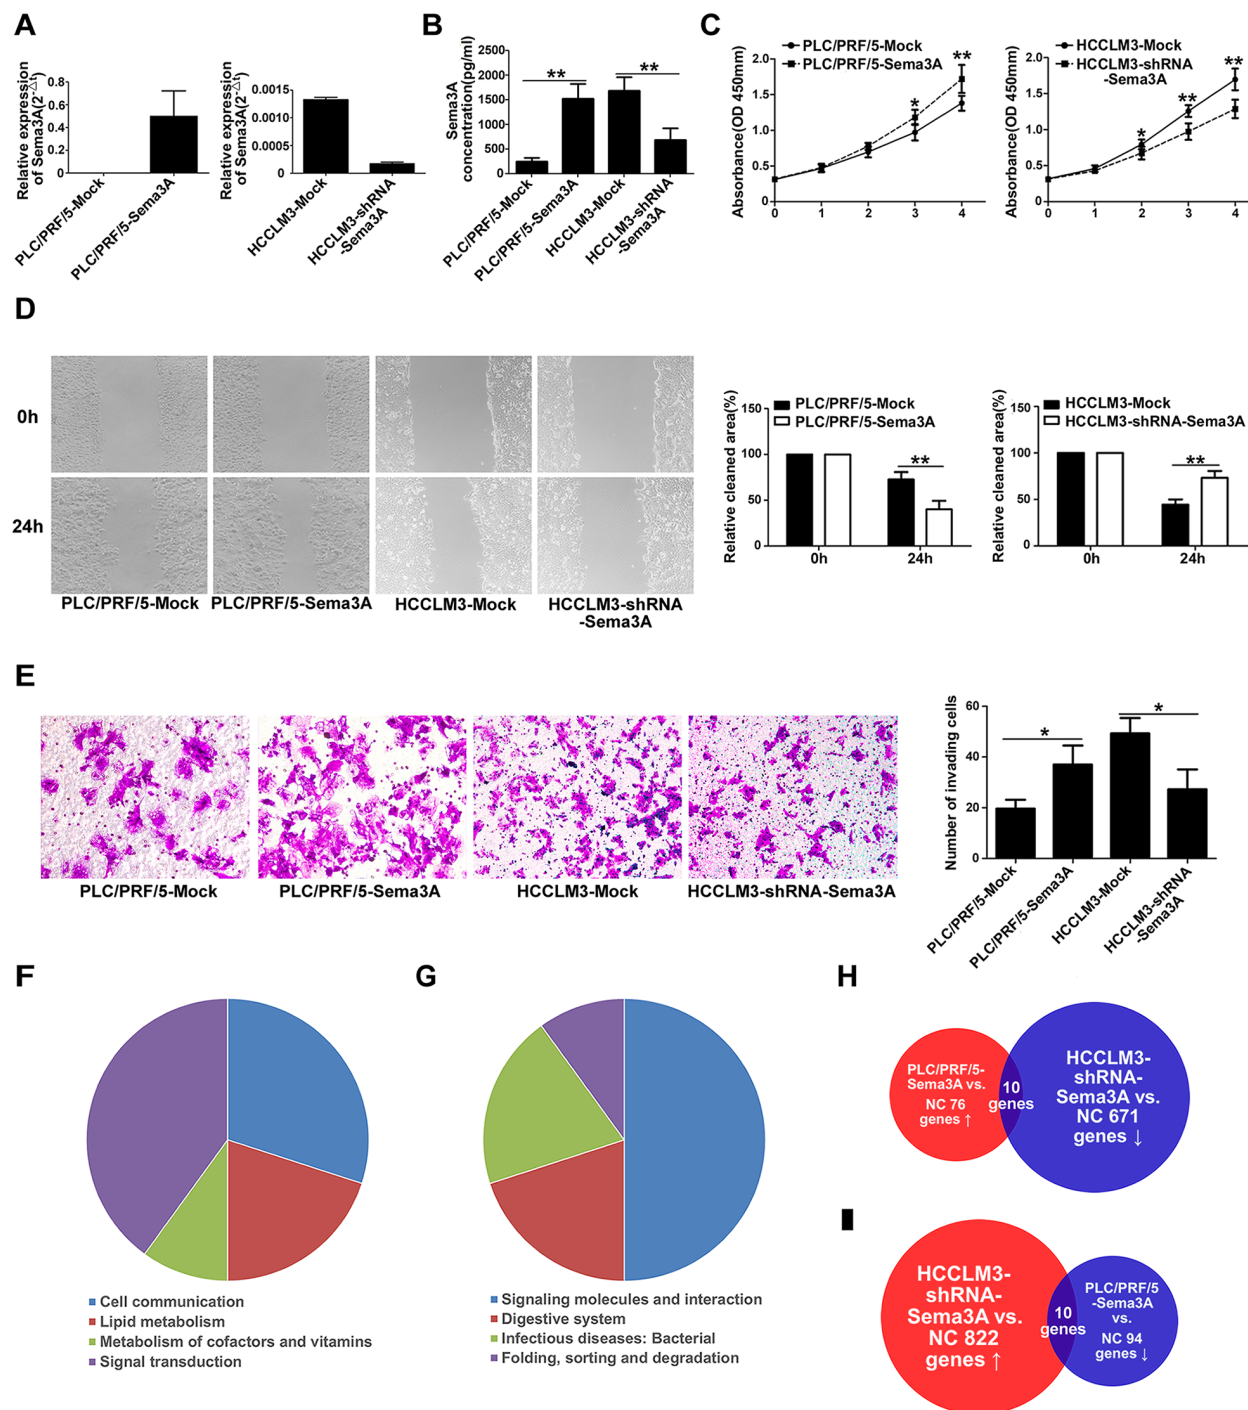 A
Relative expression
of Sema3A(2^-△t)
0.8
0.6
0.4
0.2
0
PLC/PRF/5-Mock
PLC/PRF/5-Sema3A
Relative expression
of Sema3A(2^-△t)
0.0015
0.0010
0.0005
0
HCCLM3-Mock
HCCLM3-shRNA
-Sema3A
B
Sema3A
concentration(pg/ml)
2500
2000
1500
1000
500
0
**
**
PLC/PRF/5-Mock
PLC/PRF/5-Sema3A
HCCLM3-Mock
HCCLM3-shRNA
-Sema3A
C
Absorbance(OD 450mm)
2.0
1.5
1.0
0.5
0.0
PLC/PRF/5-Mock
PLC/PRF/5-Sema3A
*
**
0 1 2 3 4
Absorbance(OD 450mm)
2.0
1.5
1.0
0.5
0.0
HCCLM3-Mock
HCCLM3-shRNA
-Sema3A
*
**
**
0 1 2 3 4
D
0h
24h
PLC/PRF/5-Mock
PLC/PRF/5-Sema3A
HCCLM3-Mock
HCCLM3-shRNA
-Sema3A
Relative cleaned area(%)
150
100
50
0
PLC/PRF/5-Mock
PLC/PRF/5-Sema3A
**
0h 24h
Relative cleaned area(%)
150
100
50
0
HCCLM3-Mock
HCCLM3-shRNA-Sema3A
**
0h 24h
E
PLC/PRF/5-Mock
PLC/PRF/5-Sema3A
HCCLM3-Mock
HCCLM3-shRNA-Sema3A
Number of invading cells
60
40
20
0
*
*
PLC/PRF/5-Mock
PLC/PRF/5-Sema3A
HCCLM3-Mock
HCCLM3-shRNA
-Sema3A
F
Cell communication
Lipid metabolism
Metabolism of cofactors and vitamins
Signal transduction
G
Signaling molecules and interaction
Digestive system
Infectious diseases: Bacterial
Folding, sorting and degradation
H
PLC/PRF/5-
Sema3A vs.
NC 76
genes ↑
10
genes
HCCLM3-
shRNA-
Sema3A vs.
NC 671
genes ↓
I
HCCLM3-
shRNA-
Sema3A vs.
NC 822
genes ↑
10
genes
PLC/PRF/5
-Sema3A
vs.
NC 94
genes ↓